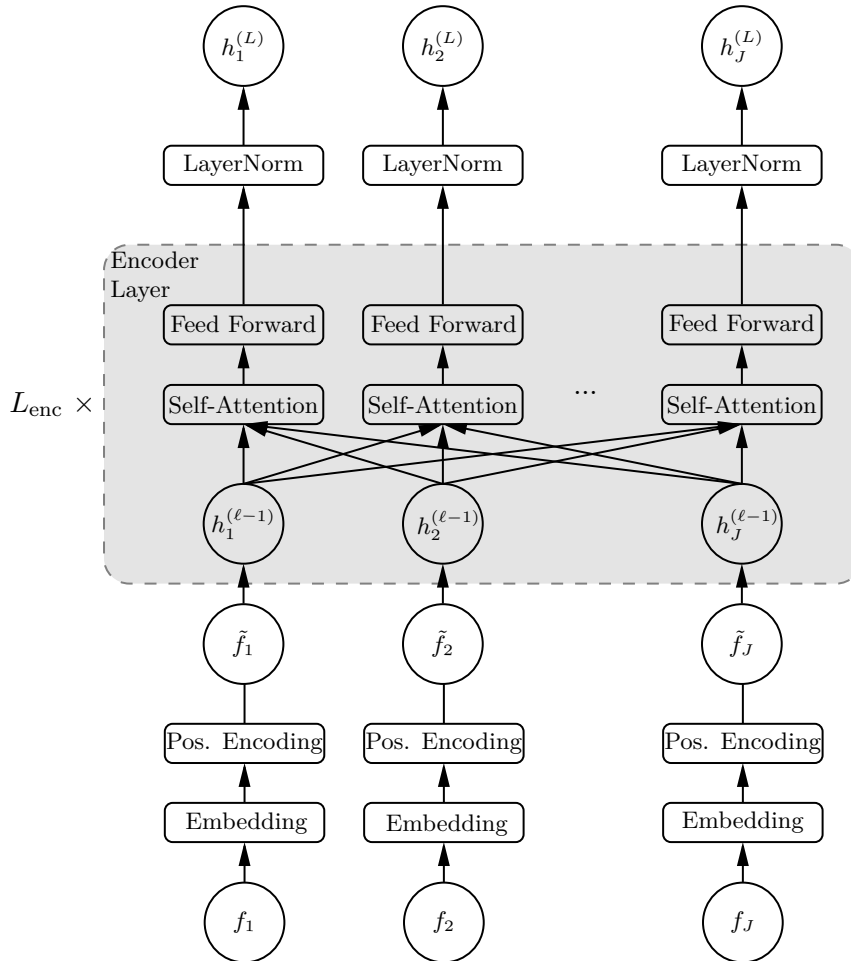 h_1^{(L)} h_2^{(L)} h_J^{(L)}
LayerNorm LayerNorm LayerNorm
Encoder
Layer
Feed Forward Feed Forward Feed Forward
...
L_enc ×
Self-Attention Self-Attention Self-Attention
h_1^{(ℓ−1)} h_2^{(ℓ−1)} h_J^{(ℓ−1)}
f̃_1 f̃_2 f̃_J
Pos. Encoding Pos. Encoding Pos. Encoding
Embedding Embedding Embedding
f_1 f_2 f_J